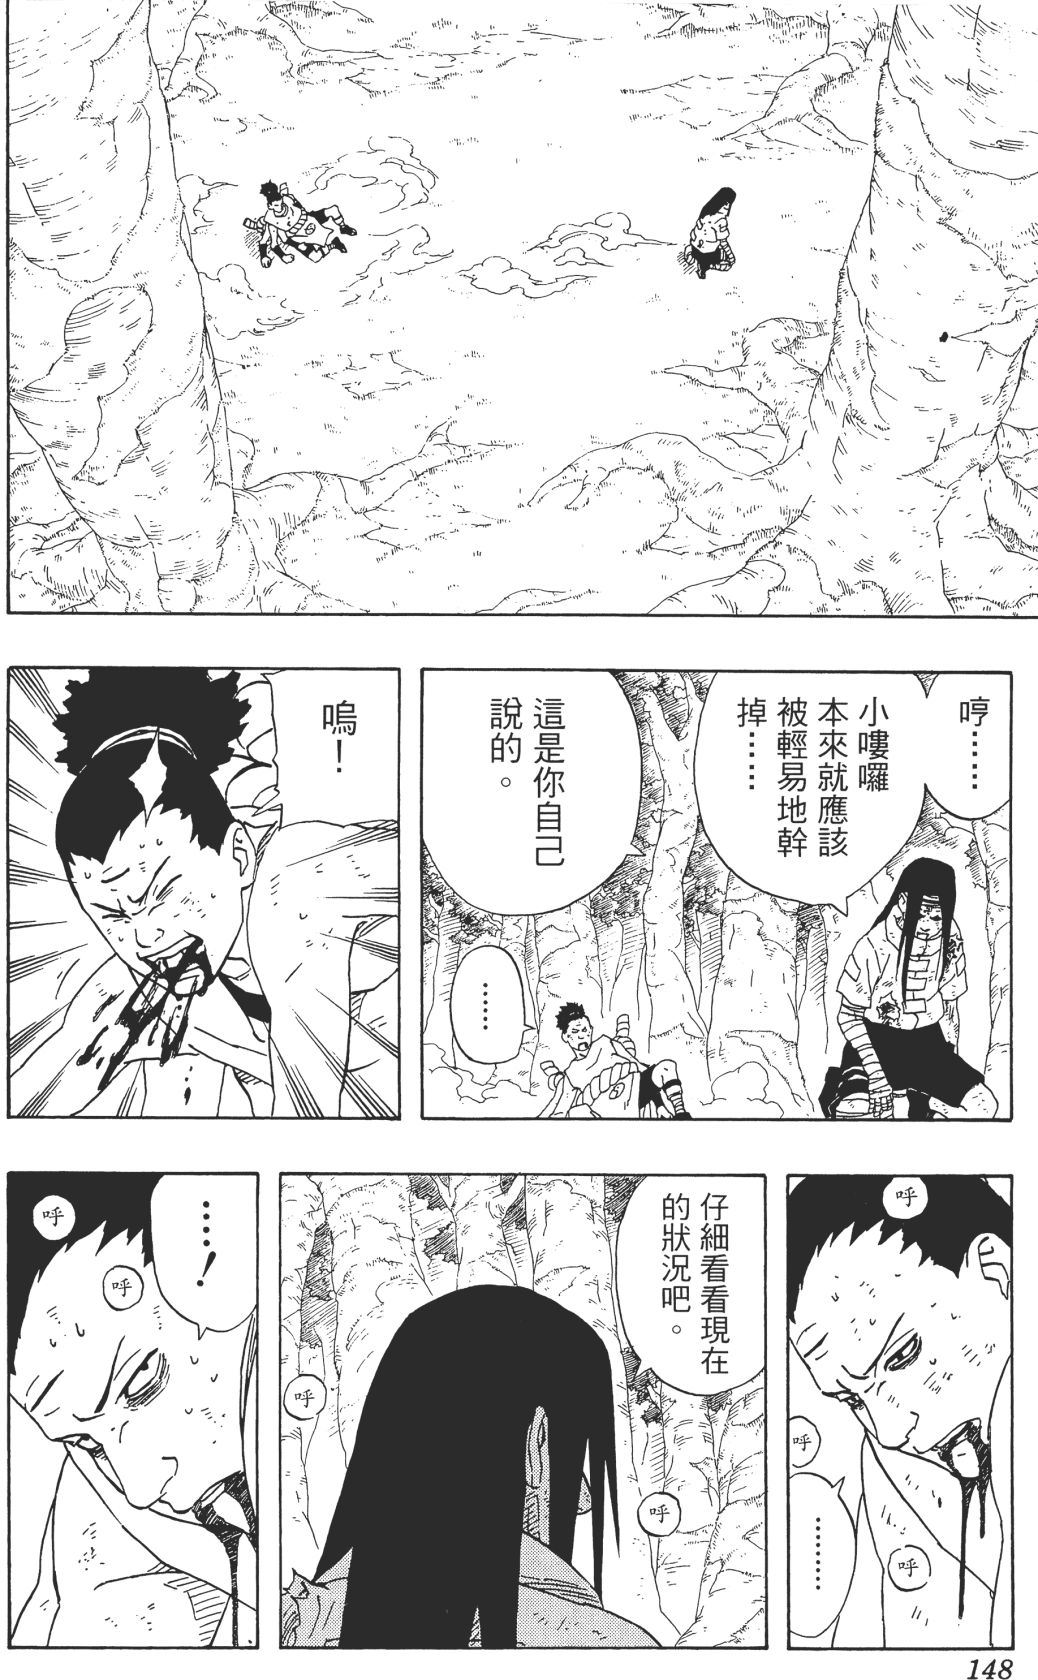 哼……
小嘍囉
本來就應該
被輕易地幹
掉……
這是你自己
說的。
……
嗚！
呼
呼
呼
………
仔細看看現在
的狀況吧。
呼
呼
…！
呼
呼
148